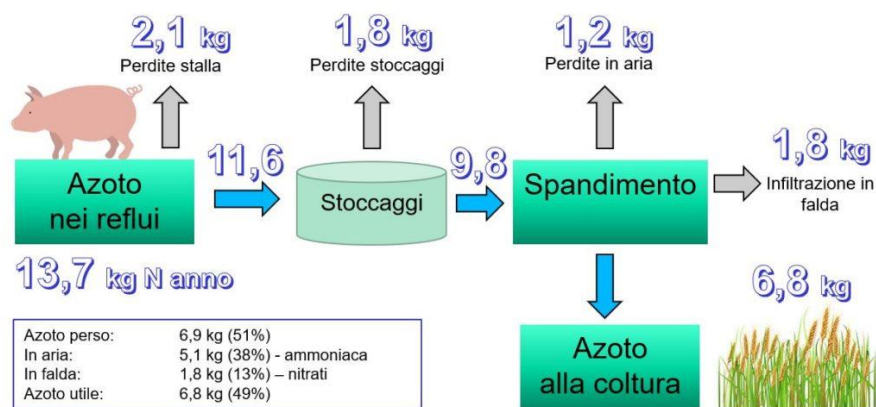 2,1 kg
Perdite stalla
1,8 kg
Perdite stoccaggi
1,2 kg
Perdite in aria
Azoto
nei reflui
11,6
Stoccaggi
9,8
Spandimento
1,8 kg
Infiltrazione in
falda
13,7 kg N anno
6,8 kg
Azoto
alla coltura
Azoto perso: 6,9 kg (51%)
In aria: 5,1 kg (38%) - ammoniaca
In falda: 1,8 kg (13%) – nitrati
Azoto utile: 6,8 kg (49%)